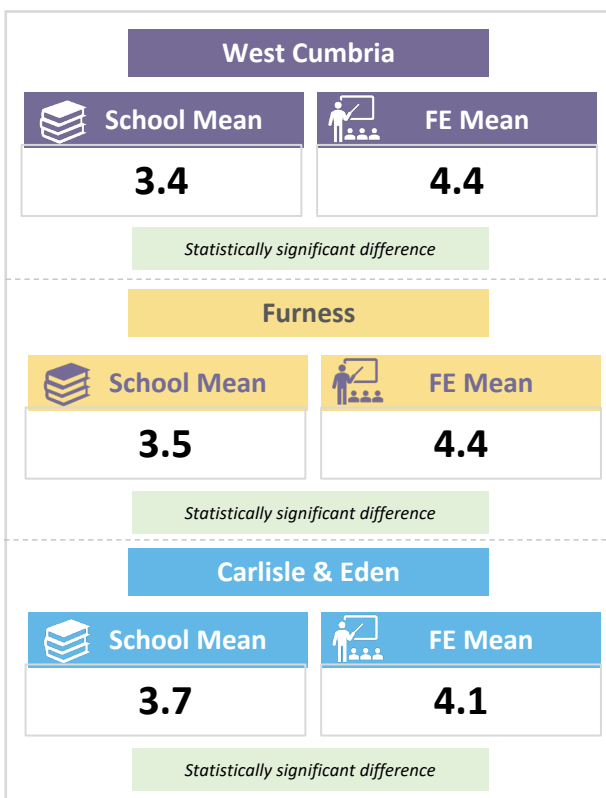 West Cumbria
School Mean
FE Mean
3.4
4.4
Statistically significant difference
Furness
School Mean
FE Mean
3.5
4.4
Statistically significant difference
Carlisle & Eden
School Mean
FE Mean
3.7
4.1
Statistically significant difference